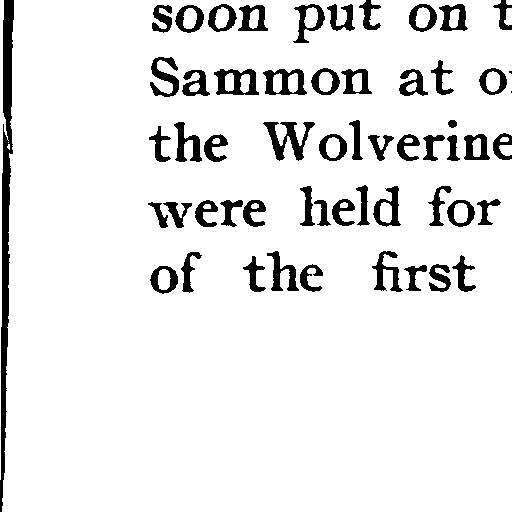 soon put on
Sammon at
the Wolverine
were held for
of the first